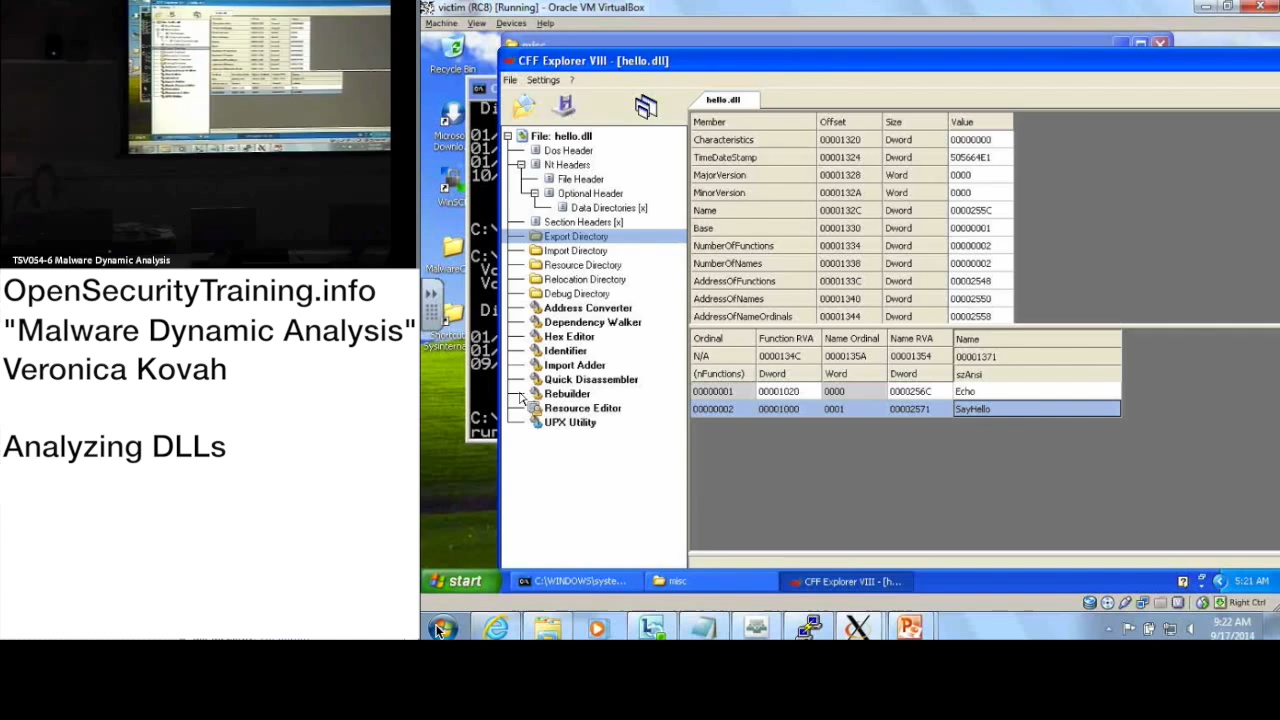 TSV054-6 Malware Dynamic Analysis
OpenSecurityTraining.info
"Malware Dynamic Analysis"
Veronica Kovah
Analyzing DLLs
victim (RC8) [Running] - Oracle VM VirtualBox
Machine View Devices Help
Recycle Bin
misc
CFF Explorer VIII - [hello.dll]
File Settings ?
hello.dll
File: hello.dll
Dos Header
Nt Headers
File Header
Optional Header
Data Directories [x]
Section Headers [x]
Export Directory
Import Directory
Resource Directory
Relocation Directory
Debug Directory
Address Converter
Dependency Walker
Hex Editor
Identifier
Import Adder
Quick Disassembler
Rebuilder
Resource Editor
UPX Utility
Member Offset Size Value
Characteristics 00001320 Dword 00000000
TimeDateStamp 00001324 Dword 505664E1
MajorVersion 00001328 Word 0000
MinorVersion 0000132A Word 0000
Name 0000132C Dword 0000255C
Base 00001330 Dword 00000001
NumberOfFunctions 00001334 Dword 00000002
NumberOfNames 00001338 Dword 00000002
AddressOfFunctions 0000133C Dword 00002548
AddressOfNames 00001340 Dword 00002550
AddressOfNameOrdinals 00001344 Dword 00002558
Ordinal Function RVA Name Ordinal Name RVA Name
N/A 0000134C 0000135A 00001354 00001371
(nFunctions) Dword Word Dword szAnsi
00000001 00001020 0000 0000256C Echo
00000002 00001000 0001 00002571 SayHello
start C:\WINDOWS\syste... misc CFF Explorer VIII - [h... 5:21 AM
Right Ctrl
9:22 AM
9/17/2014